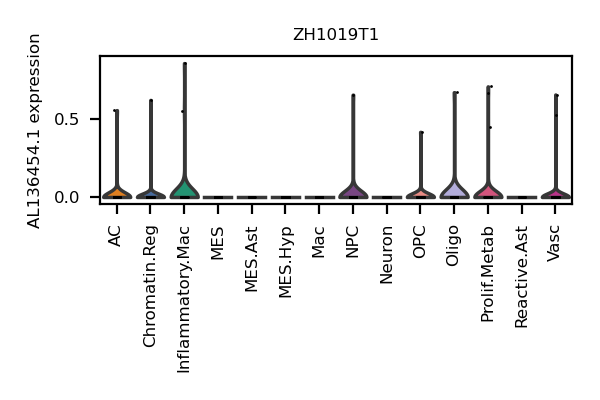 ZH1019T1
AL136454.1 expression
0.5
0.0
AC
Chromatin.Reg
Inflammatory.Mac
MES
MES.Ast
MES.Hyp
Mac
NPC
Neuron
OPC
Oligo
Prolif.Metab
Reactive.Ast
Vasc